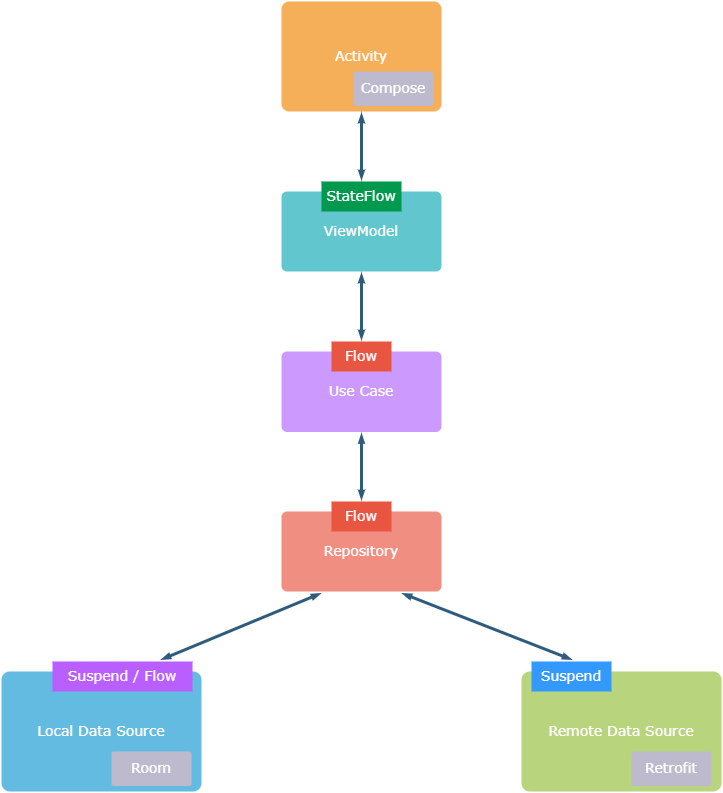 Activity
Compose
StateFlow
ViewModel
Flow
Use Case
Flow
Repository
Suspend / Flow
Local Data Source
Room
Suspend
Remote Data Source
Retrofit